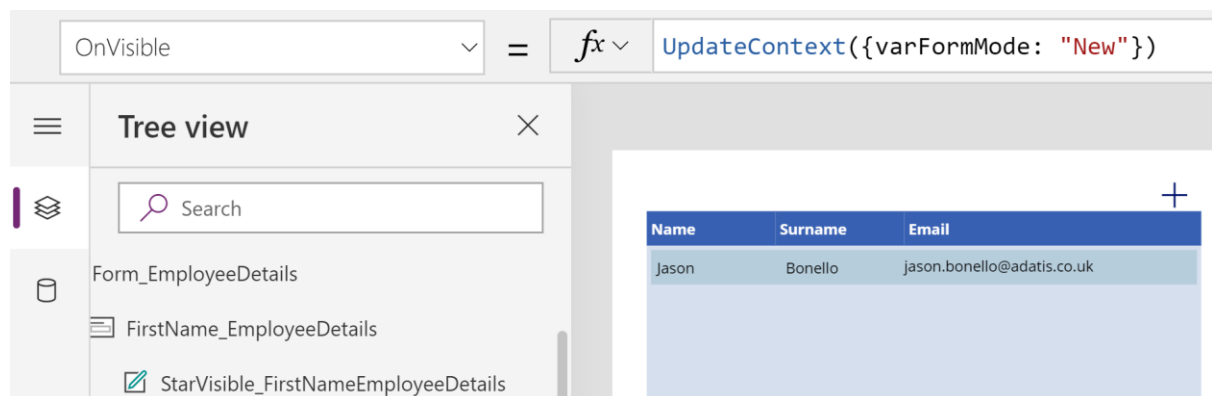 OnVisible = fx UpdateContext({varFormMode: "New"})
Tree view
Search
Form_EmployeeDetails
FirstName_EmployeeDetails
StarVisible_FirstNameEmployeeDetails
Name Surname Email
Jason Bonello jason.bonello@adatis.co.uk